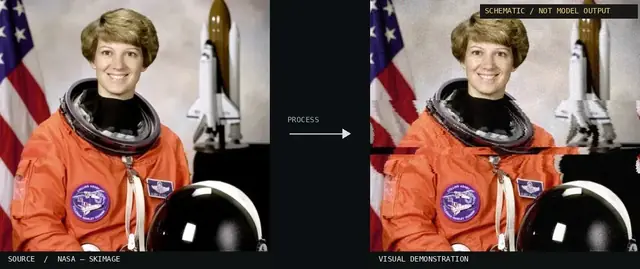 SCHEMATIC / NOT MODEL OUTPUT
PROCESS
SOURCE / NASA — SKIMAGE
VISUAL DEMONSTRATION